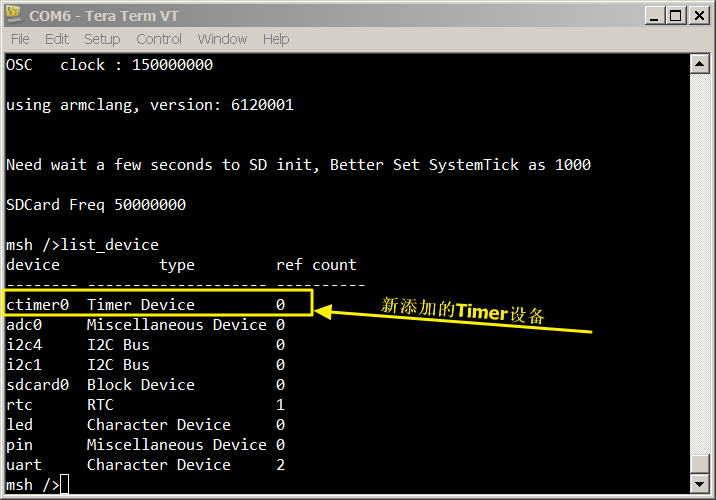 COM6 - Tera Term VT
File Edit Setup Control Window Help
OSC   clock : 150000000
using armclang, version: 6120001
Need wait a few seconds to SD init, Better Set SystemTick as 1000
SDCard Freq 50000000
msh />list_device
device           type         ref count
-------- -------------------- ----------
ctimer0  Timer Device         0
新添加的Timer设备
adc0     Miscellaneous Device 0
i2c4     I2C Bus              0
i2c1     I2C Bus              0
sdcard0  Block Device         0
rtc      RTC                  1
led      Character Device     0
pin      Miscellaneous Device 0
uart     Character Device     2
msh />